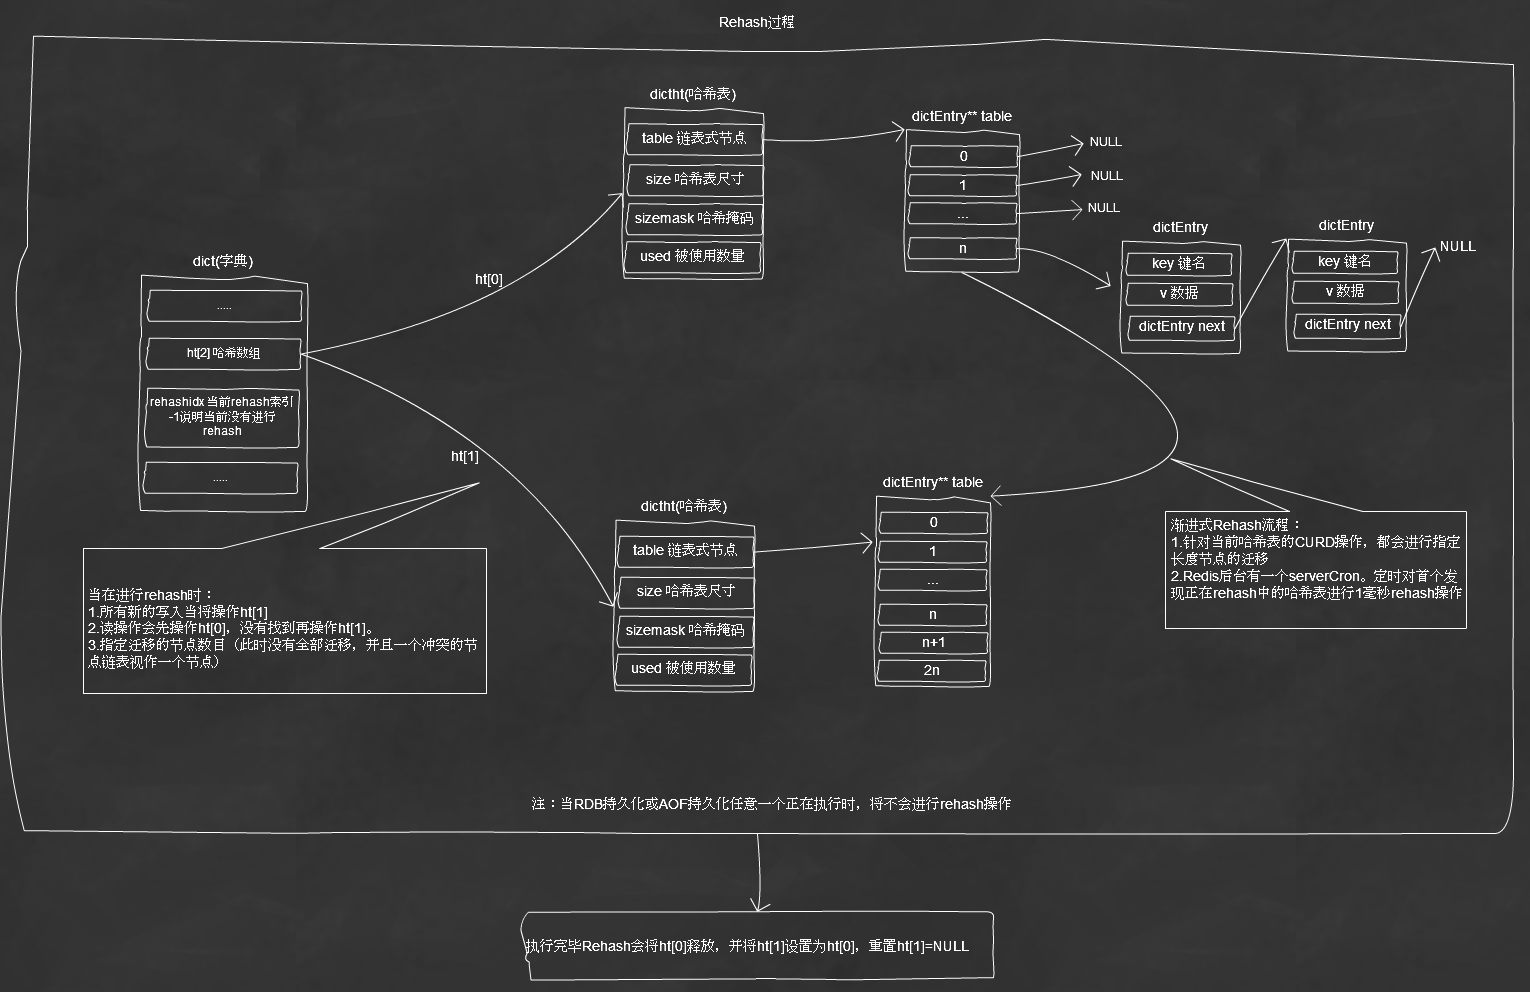 Rehash过程
dictht(哈希表)
table 链表式节点
size 哈希表尺寸
sizemask 哈希掩码
used 被使用数量
dictEntry** table
0
1
...
n
NULL
NULL
NULL
dictEntry
key 键名
v 数据
dictEntry next
dictEntry
key 键名
v 数据
dictEntry next
NULL
dict(字典)
.....
ht[2] 哈希数组
rehashidx 当前rehash索引
-1说明当前没有进行
rehash
.....
ht[0]
ht[1]
dictht(哈希表)
table 链表式节点
size 哈希表尺寸
sizemask 哈希掩码
used 被使用数量
dictEntry** table
0
1
...
n
n+1
2n
渐进式Rehash流程：
1.针对当前哈希表的CURD操作，都会进行指定
长度节点的迁移
2.Redis后台有一个serverCron。定时对首个发
现正在rehash中的哈希表进行1毫秒rehash操作
当在进行rehash时：
1.所有新的写入当将操作ht[1]
2.读操作会先操作ht[0]，没有找到再操作ht[1]。
3.指定迁移的节点数目（此时没有全部迁移，并且一个冲突的节
点链表视作一个节点）
注：当RDB持久化或AOF持久化任意一个正在执行时，将不会进行rehash操作
执行完毕Rehash会将ht[0]释放，并将ht[1]设置为ht[0]，重置ht[1]=NULL